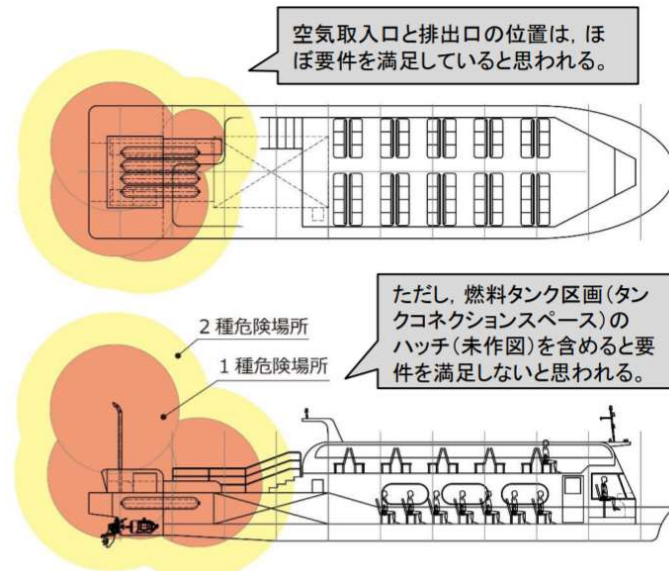 空気取入口と排出口の位置は，ほ
ぼ要件を満足していると思われる。
ただし，燃料タンク区画（タン
クコネクションスペース）の
ハッチ（未作図）を含めると要
件を満足しないと思われる。
2種危険場所
1種危険場所